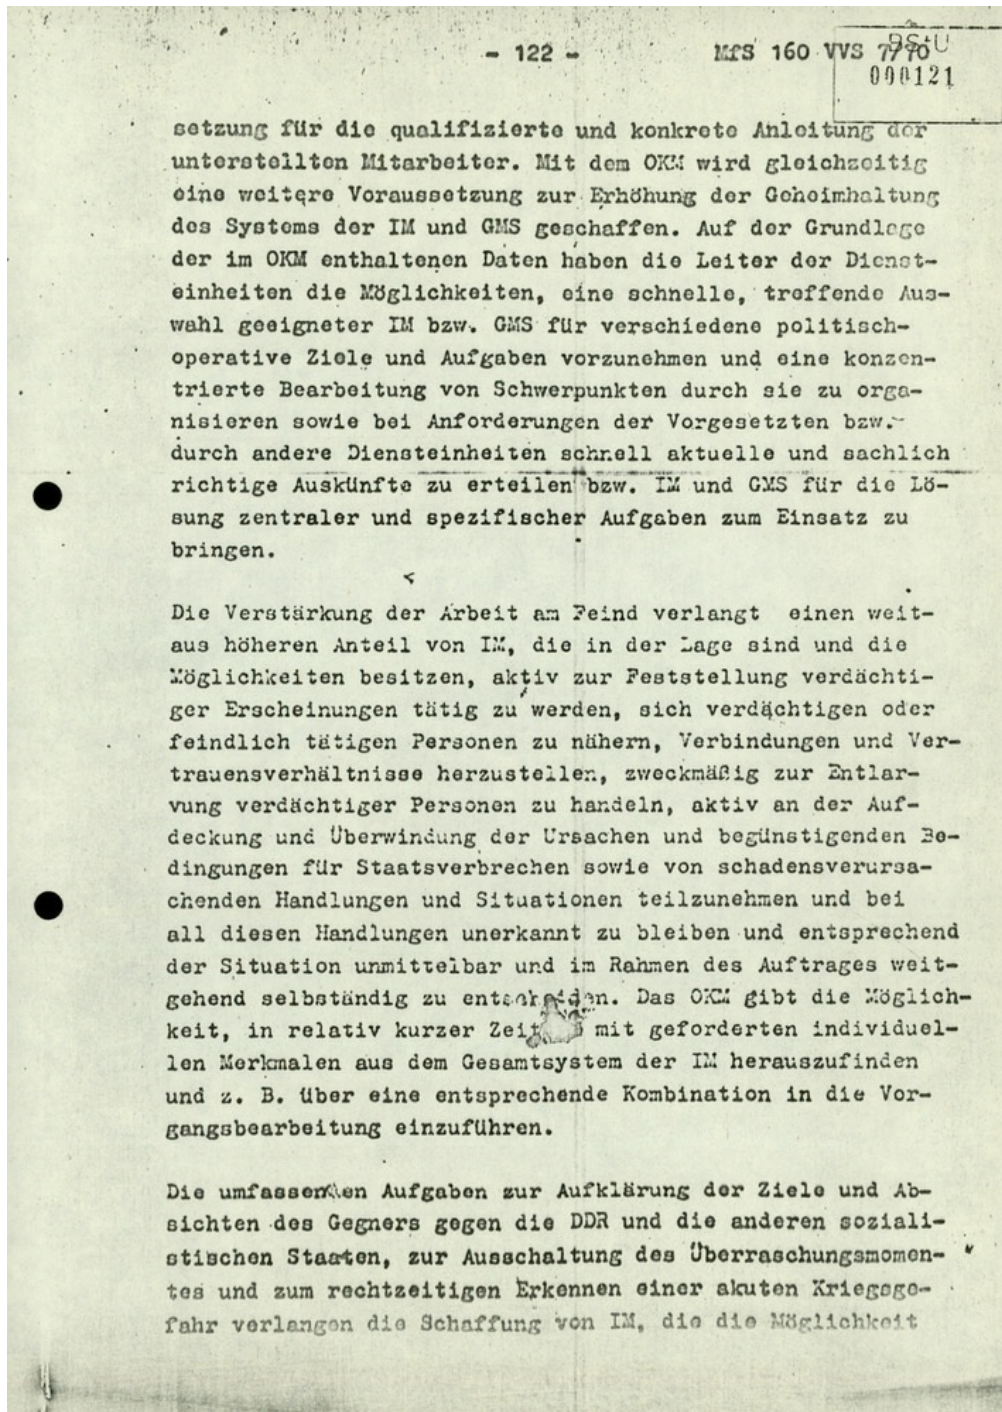 - 122 -
MfS 160 VVS 7/70
BStU
000121
setzung für die qualifizierte und konkrete Anleitung der
unterstellten Mitarbeiter. Mit dem OKM wird gleichzeitig
eine weitere Voraussetzung zur Erhöhung der Geheimhaltung
des Systems der IM und GMS geschaffen. Auf der Grundlage
der im OKM enthaltenen Daten haben die Leiter der Dienst-
einheiten die Möglichkeiten, eine schnelle, treffende Aus-
wahl geeigneter IM bzw. GMS für verschiedene politisch-
operative Ziele und Aufgaben vorzunehmen und eine konzen-
trierte Bearbeitung von Schwerpunkten durch sie zu orga-
nisieren sowie bei Anforderungen der Vorgesetzten bzw.
durch andere Diensteinheiten schnell aktuelle und sachlich
richtige Auskünfte zu erteilen bzw. IM und GMS für die Lö-
sung zentraler und spezifischer Aufgaben zum Einsatz zu
bringen.
Die Verstärkung der Arbeit am Feind verlangt einen weit-
aus höheren Anteil von IM, die in der Lage sind und die
Möglichkeiten besitzen, aktiv zur Feststellung verdächti-
ger Erscheinungen tätig zu werden, sich verdächtigen oder
feindlich tätigen Personen zu nähern, Verbindungen und Ver-
trauensverhältnisse herzustellen, zweckmäßig zur Entlar-
vung verdächtiger Personen zu handeln, aktiv an der Auf-
deckung und Überwindung der Ursachen und begünstigenden Be-
dingungen für Staatsverbrechen sowie von schadensverursa-
chenden Handlungen und Situationen teilzunehmen und bei
all diesen Handlungen unerkannt zu bleiben und entsprechend
der Situation unmittelbar und im Rahmen des Auftrages weit-
gehend selbständig zu entscheiden. Das OKM gibt die Möglich-
keit, in relativ kurzer Zeit mit geforderten individuel-
len Merkmalen aus dem Gesamtsystem der IM herauszufinden
und z. B. über eine entsprechende Kombination in die Vor-
gangsbearbeitung einzuführen.
Die umfassenden Aufgaben zur Aufklärung der Ziele und Ab-
sichten des Gegners gegen die DDR und die anderen soziali-
stischen Staaten, zur Ausschaltung des Überraschungsmomen-
tes und zum rechtzeitigen Erkennen einer akuten Kriegsge-
fahr verlangen die Schaffung von IM, die die Möglichkeit